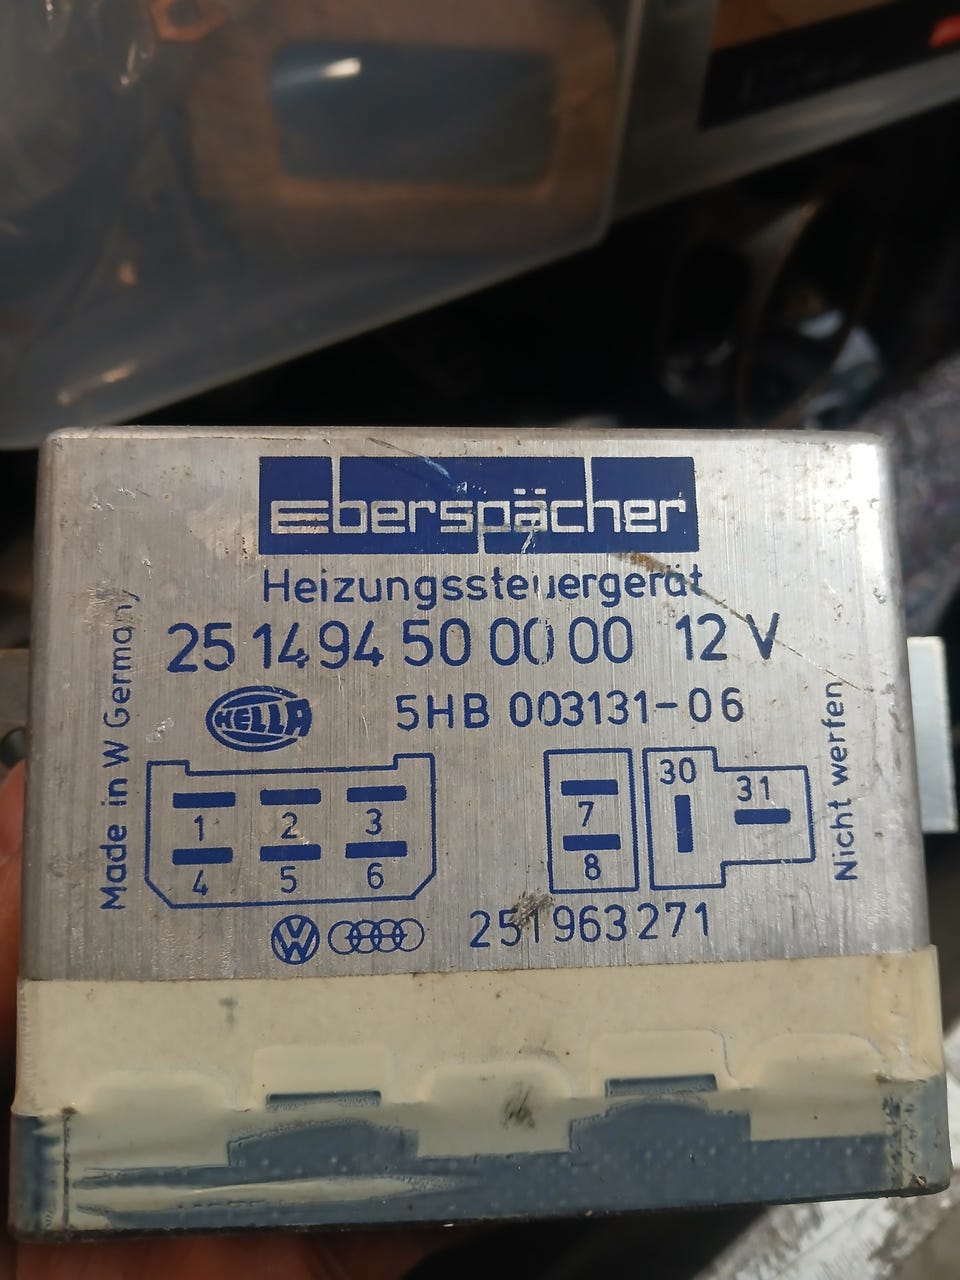 Eberspächer
Heizungssteuergerät
25 1494 50 00 00 12 V
HELLA 5HB 003131-06
Made in W Germany
Nicht werfen
1 2 3
4 5 6
7
8
30
31
VW
251963271